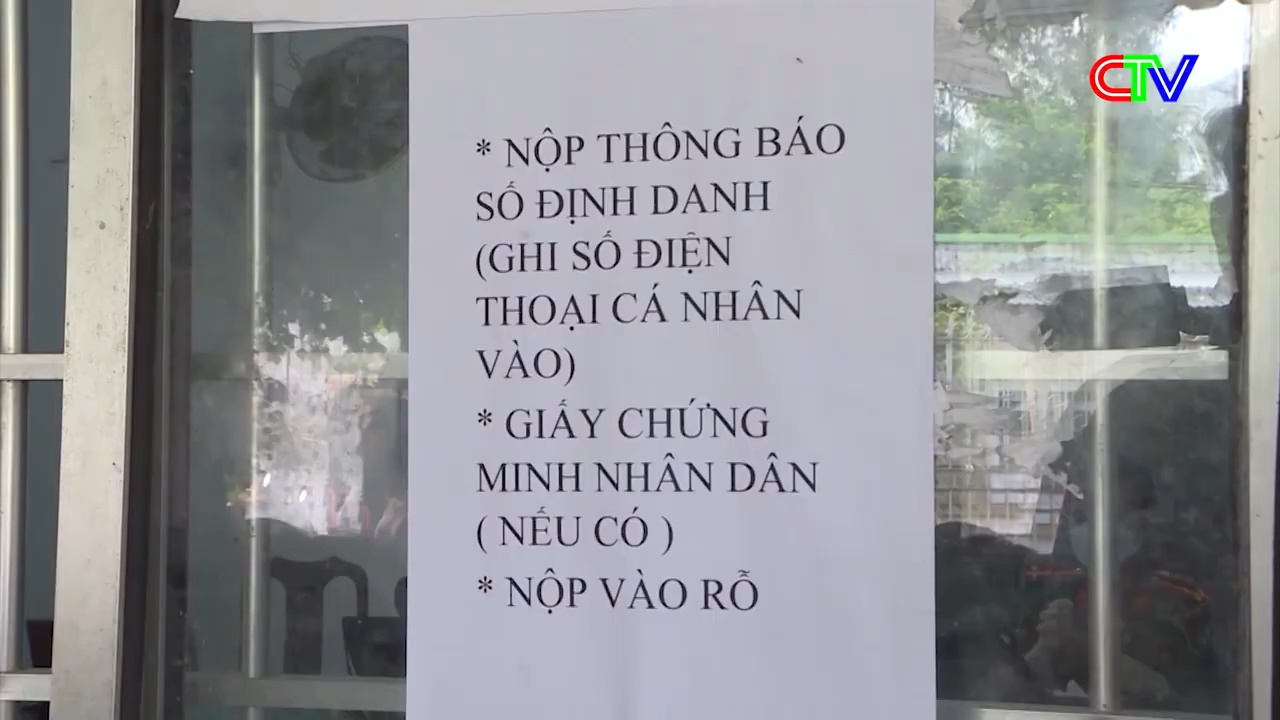 CTV
* NỘP THÔNG BÁO
SỐ ĐỊNH DANH
(GHI SỐ ĐIỆN
THOẠI CÁ NHÂN
VÀO)
* GIẤY CHỨNG
MINH NHÂN DÂN
( NẾU CÓ )
* NỘP VÀO RỖ